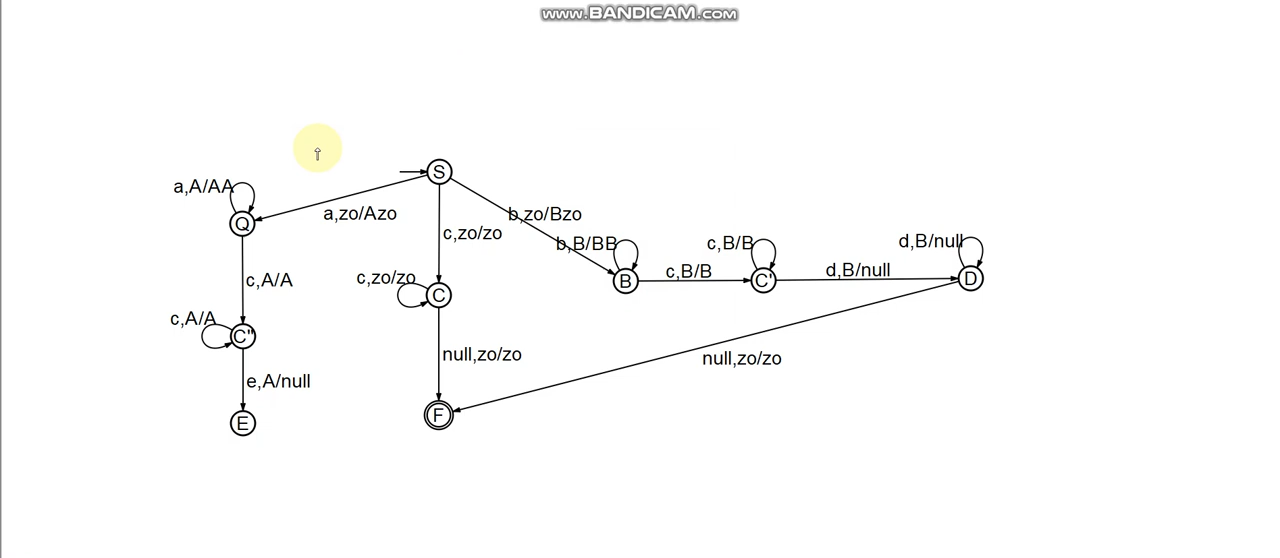 www.BANDICAM.com
S
a,A/AA
Q
a,zo/Azo
b,zo/Bzo
c,zo/zo
b,B/BB
c,B/B
d,B/null
B
c,B/B
C'
d,B/null
D
c,A/A
c,zo/zo
C
c,A/A
C"
null,zo/zo
null,zo/zo
e,A/null
E
F